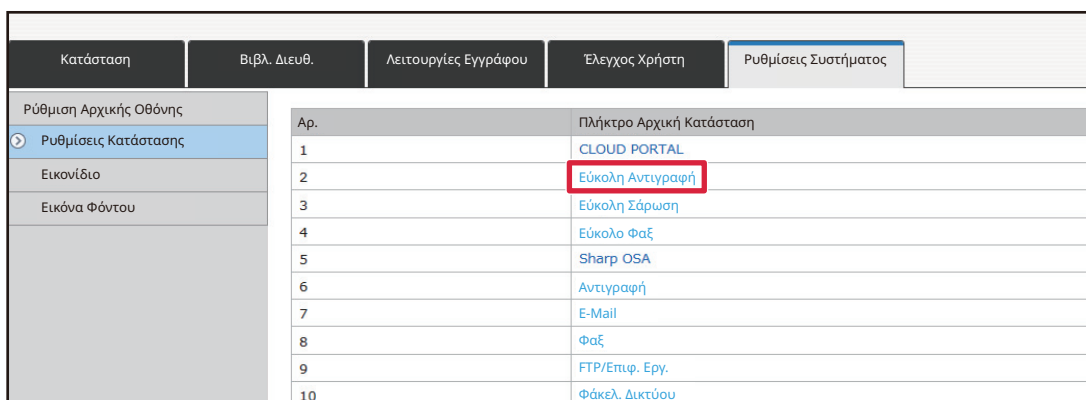 Κατάσταση
Βιβλ. Διευθ.
Λειτουργίες Εγγράφου
Έλεγχος Χρήστη
Ρυθμίσεις Συστήματος
Ρύθμιση Αρχικής Οθόνης
Ρυθμίσεις Κατάστασης
Εικονίδιο
Εικόνα Φόντου
Αρ. Πλήκτρο Αρχική Κατάσταση
1 CLOUD PORTAL
2 Εύκολη Αντιγραφή
3 Εύκολη Σάρωση
4 Εύκολο Φαξ
5 Sharp OSA
6 Αντιγραφή
7 E-Mail
8 Φαξ
9 FTP/Επιφ. Εργ.
10 Φάκελ. Δικτύου